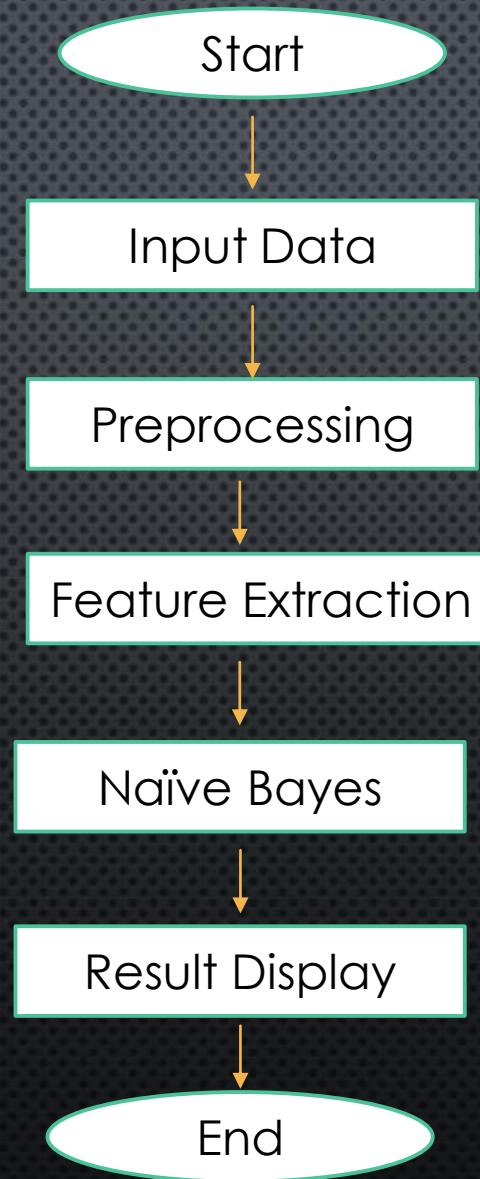 Start
Input Data
Preprocessing
Feature Extraction
Naïve Bayes
Result Display
End